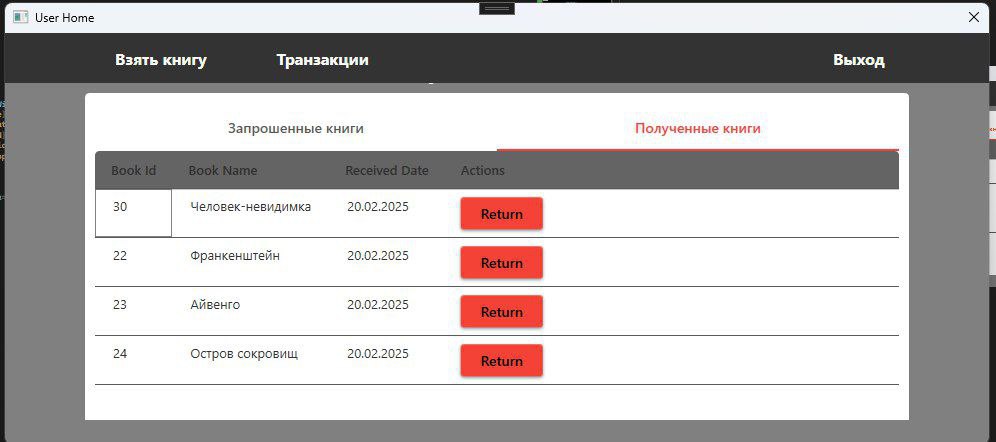 User Home
Взять книгу Транзакции Выход
Запрошенные книги Полученные книги
Book Id Book Name Received Date Actions
30 Человек-невидимка 20.02.2025 Return
22 Франкенштейн 20.02.2025 Return
23 Айвенго 20.02.2025 Return
24 Остров сокровищ 20.02.2025 Return